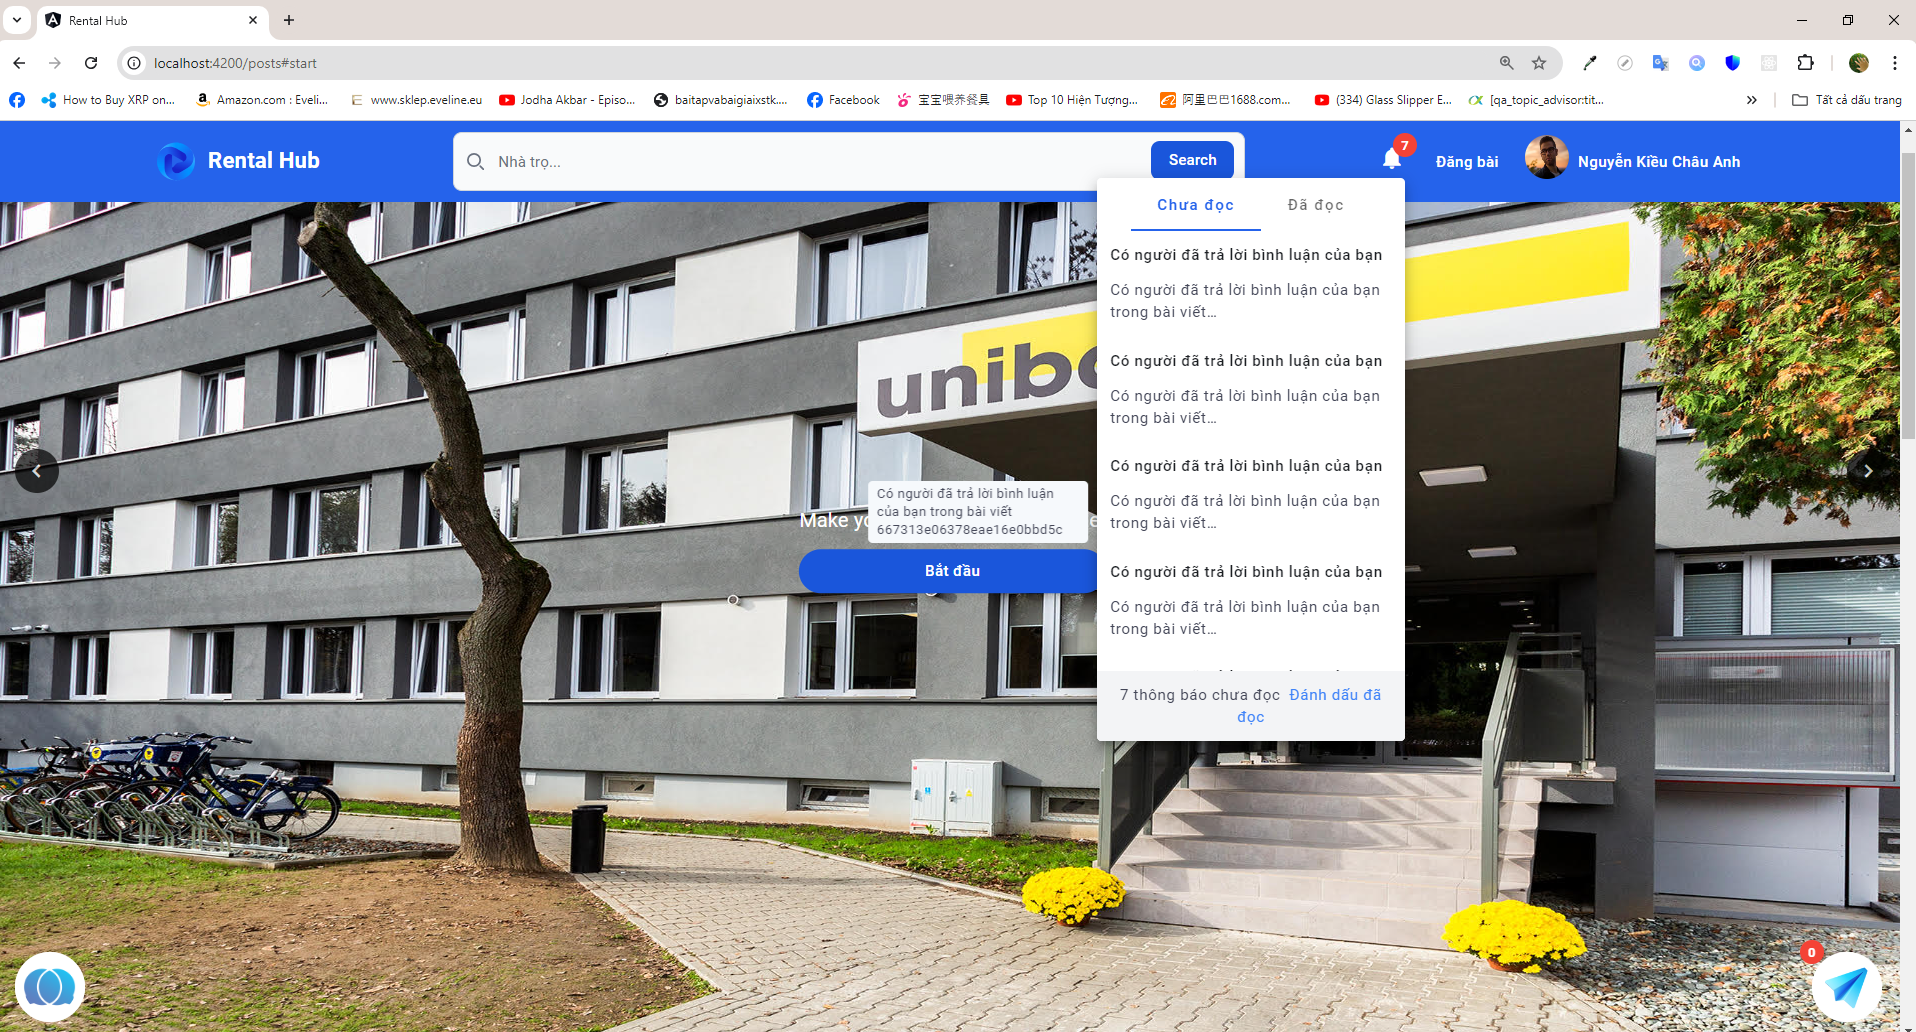 Rental Hub
localhost:4200/posts#start
How to Buy XRP on...
Amazon.com : Eveli...
www.sklep.eveline.eu
Jodha Akbar - Episo...
baitapvabaigiaixstk....
Facebook
宝宝喂养餐具
Top 10 Hiện Tượng...
阿里巴巴1688.com...
(334) Glass Slipper E...
[qa_topic_advisor:tit...
Tất cả dấu trang
Rental Hub
Nhà trọ...
Search
7
Đăng bài
Nguyễn Kiều Châu Anh
Chưa đọc
Đã đọc
Có người đã trả lời bình luận của bạn
Có người đã trả lời bình luận của bạn
trong bài viết...
Có người đã trả lời bình luận của bạn
Có người đã trả lời bình luận của bạn
trong bài viết...
Có người đã trả lời bình luận của bạn
Có người đã trả lời bình luận của bạn
trong bài viết...
Có người đã trả lời bình luận của bạn
Có người đã trả lời bình luận của bạn
trong bài viết...
7 thông báo chưa đọc Đánh dấu đã
đọc
Có người đã trả lời bình luận
của bạn trong bài viết
667313e06378eae16e0bbd5c
Make
Bắt đầu
0